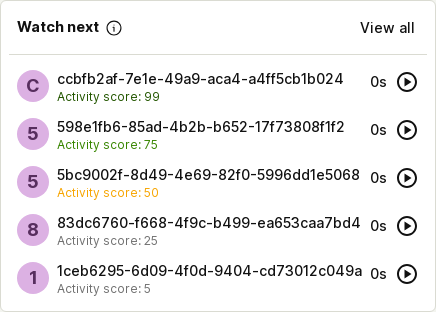 Watch next View all
C ccbfb2af-7e1e-49a9-aca4-a4ff5cb1b024 0s
Activity score: 99
5 598e1fb6-85ad-4b2b-b652-17f73808f1f2 0s
Activity score: 75
5 5bc9002f-8d49-4e69-82f0-5996dd1e5068 0s
Activity score: 50
8 83dc6760-f668-4f9c-b499-ea653caa7bd4 0s
Activity score: 25
1 1ceb6295-6d09-4f0d-9404-cd73012c049a 0s
Activity score: 5